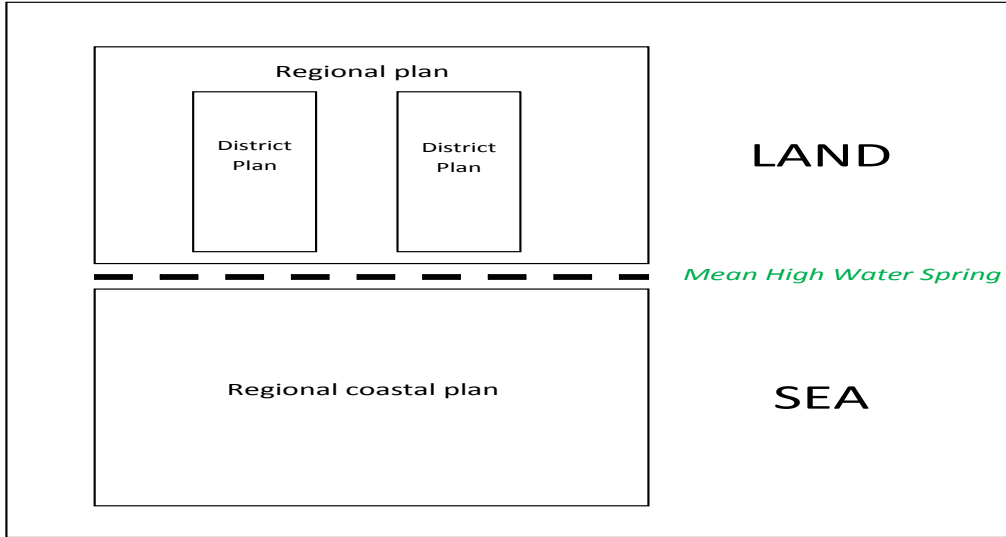 Regional plan
District
Plan
District
Plan
LAND
Mean High Water Spring
Regional coastal plan
SEA